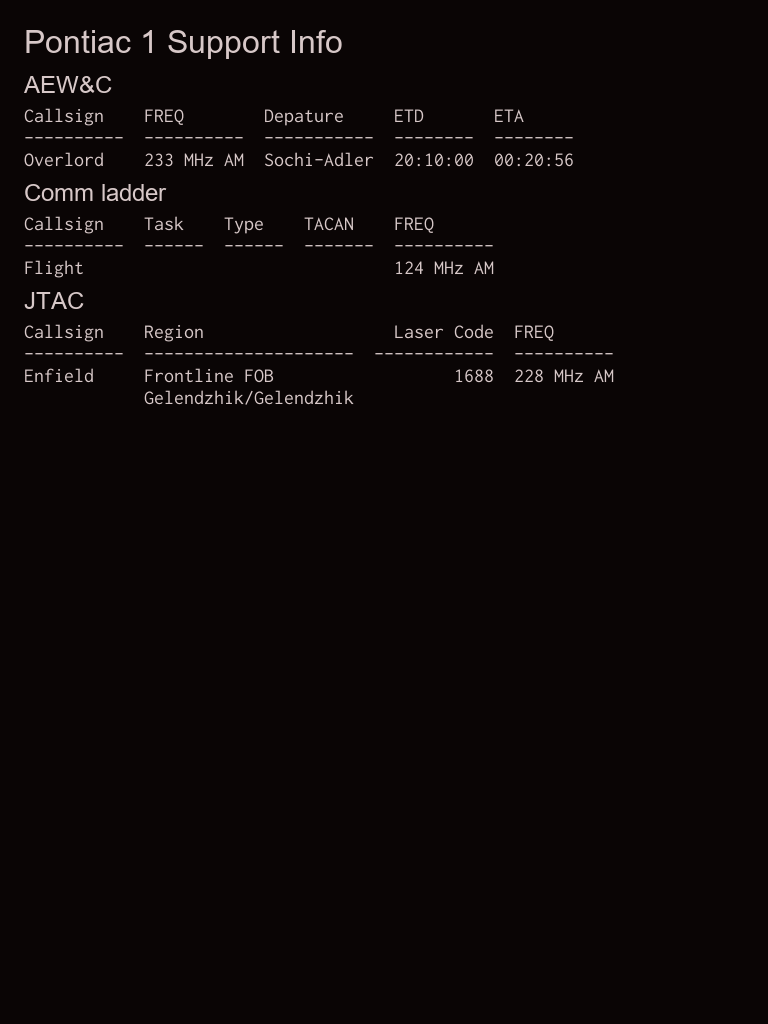 Pontiac 1 Support Info
AEW&C
Callsign    FREQ        Depature     ETD       ETA
----------  ----------  -----------  --------  --------
Overlord    233 MHz AM  Sochi-Adler  20:10:00  00:20:56
Comm ladder
Callsign    Task    Type    TACAN    FREQ
----------  ------  ------  -------  ----------
Flight                               124 MHz AM
JTAC
Callsign    Region                   Laser Code  FREQ
----------  ---------------------  ------------  ----------
Enfield     Frontline FOB                  1688  228 MHz AM
            Gelendzhik/Gelendzhik